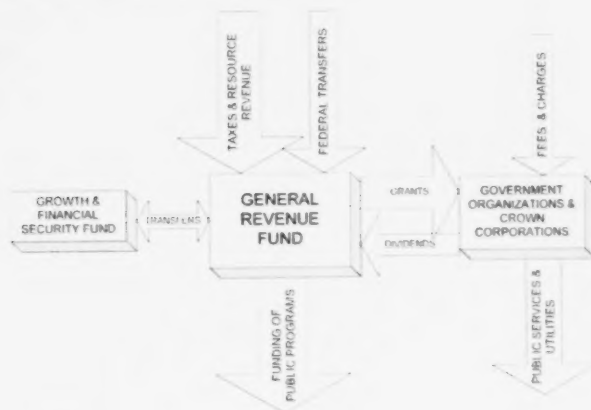 TAXES & RESOURCE
REVENUE
FEDERAL TRANSFERS
FEES & CHARGES
GROWTH &
FINANCIAL
SECURITY FUND
TRANSFERS
GENERAL
REVENUE
FUND
GRANTS
DIVIDENDS
GOVERNMENT
ORGANIZATIONS &
CROWN
CORPORATIONS
FUNDING OF
PUBLIC PROGRAMS
PUBLIC SERVICES &
UTILITIES